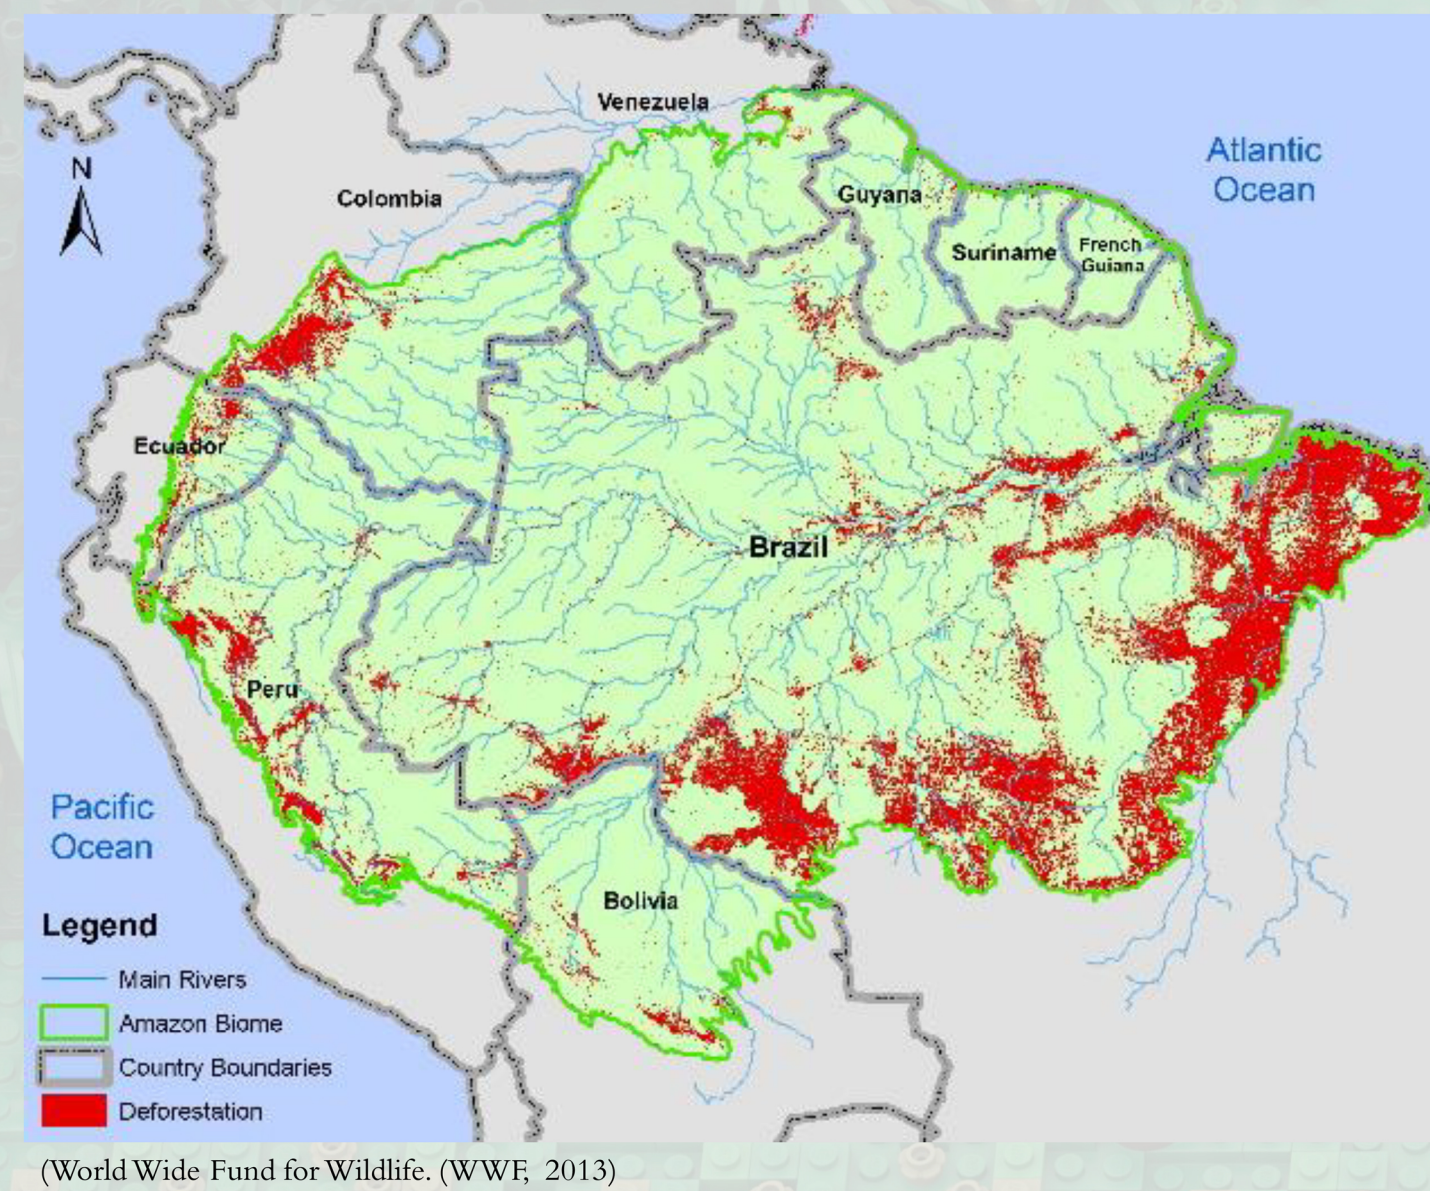 Venezuela
Atlantic
Ocean
N
Colombia
Guyana
Suriname
French
Guiana
Ecuador
Brazil
Peru
Pacific
Ocean
Bolivia
Legend
Main Rivers
Amazon Biome
Country Boundaries
Deforestation
(World Wide Fund for Wildlife. (WWF, 2013)